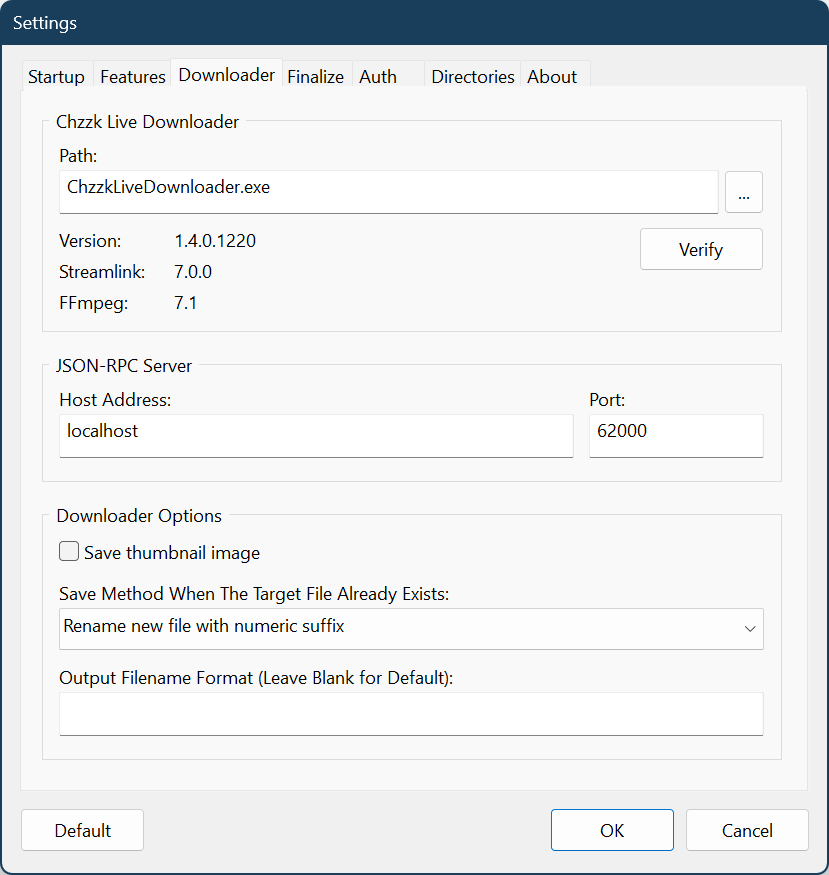 Settings
Startup Features Downloader Finalize Auth Directories About
Chzzk Live Downloader
Path:
ChzzkLiveDownloader.exe ...
Version: 1.4.0.1220 Verify
Streamlink: 7.0.0
FFmpeg: 7.1
JSON-RPC Server
Host Address: Port:
localhost 62000
Downloader Options
Save thumbnail image
Save Method When The Target File Already Exists:
Rename new file with numeric suffix
Output Filename Format (Leave Blank for Default):
Default OK Cancel